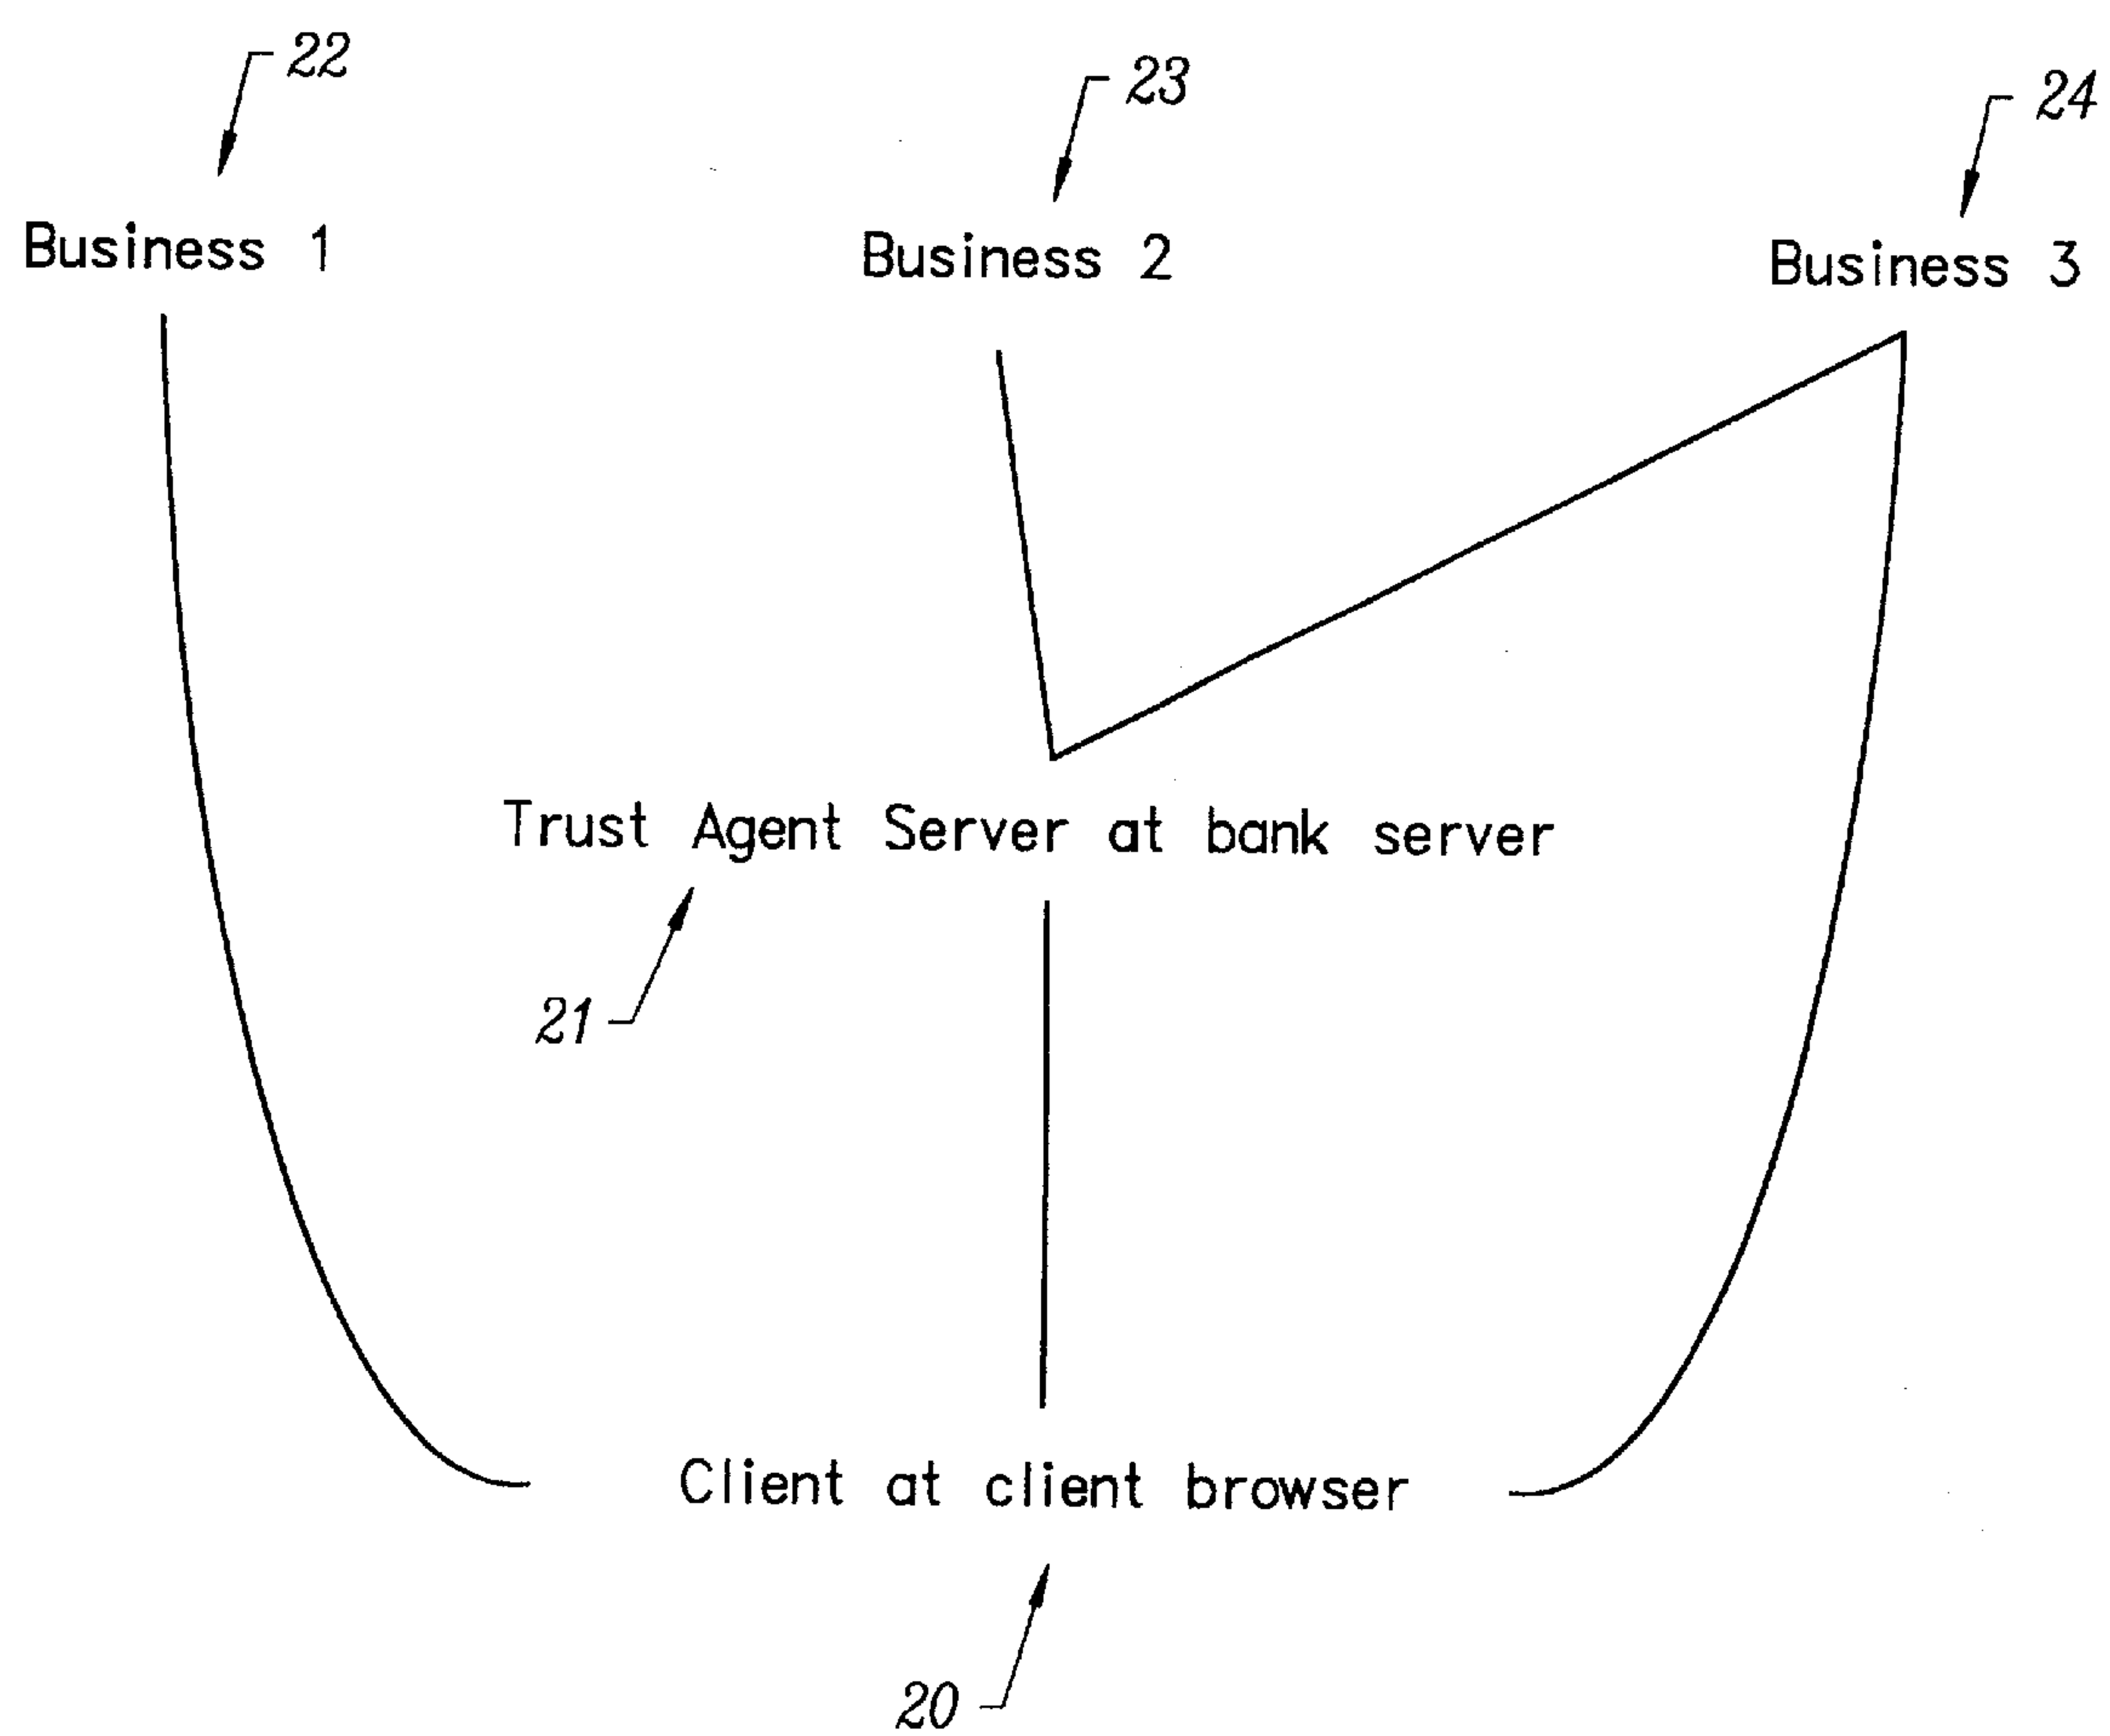 22
23
24
Business 1
Business 2
Business 3
Trust Agent Server at bank server
21
Client at client browser
20